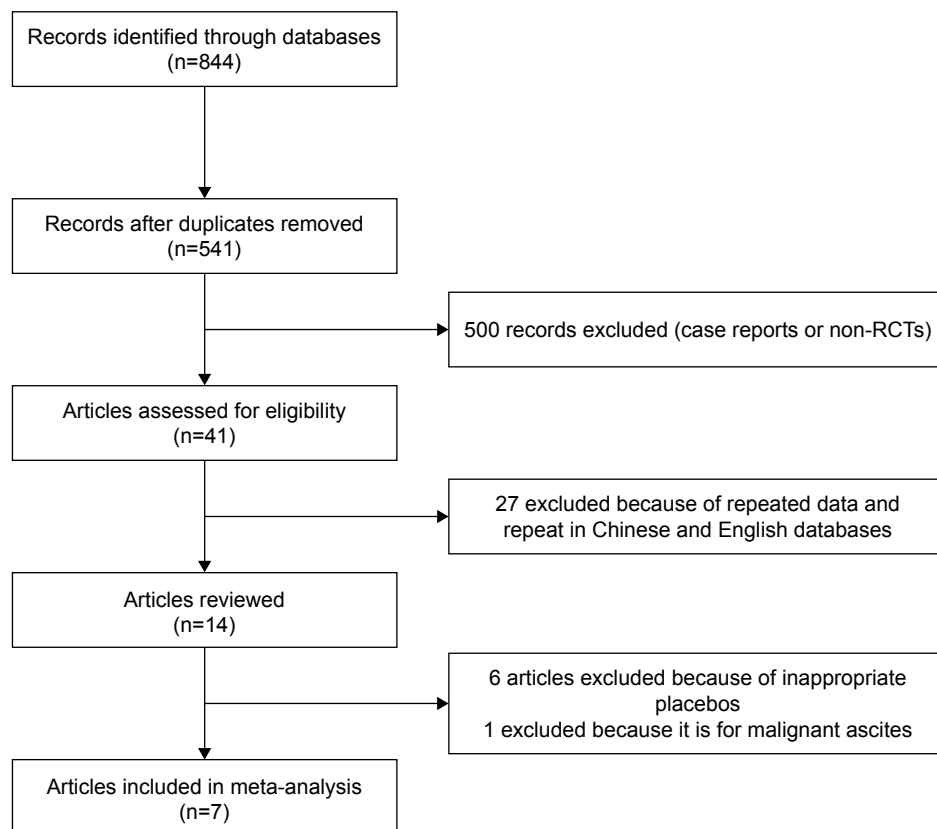 Records identified through databases
(n=844)
Records after duplicates removed
(n=541)
500 records excluded (case reports or non-RCTs)
Articles assessed for eligibility
(n=41)
27 excluded because of repeated data and
repeat in Chinese and English databases
Articles reviewed
(n=14)
6 articles excluded because of inappropriate
placebos
1 excluded because it is for malignant ascites
Articles included in meta-analysis
(n=7)